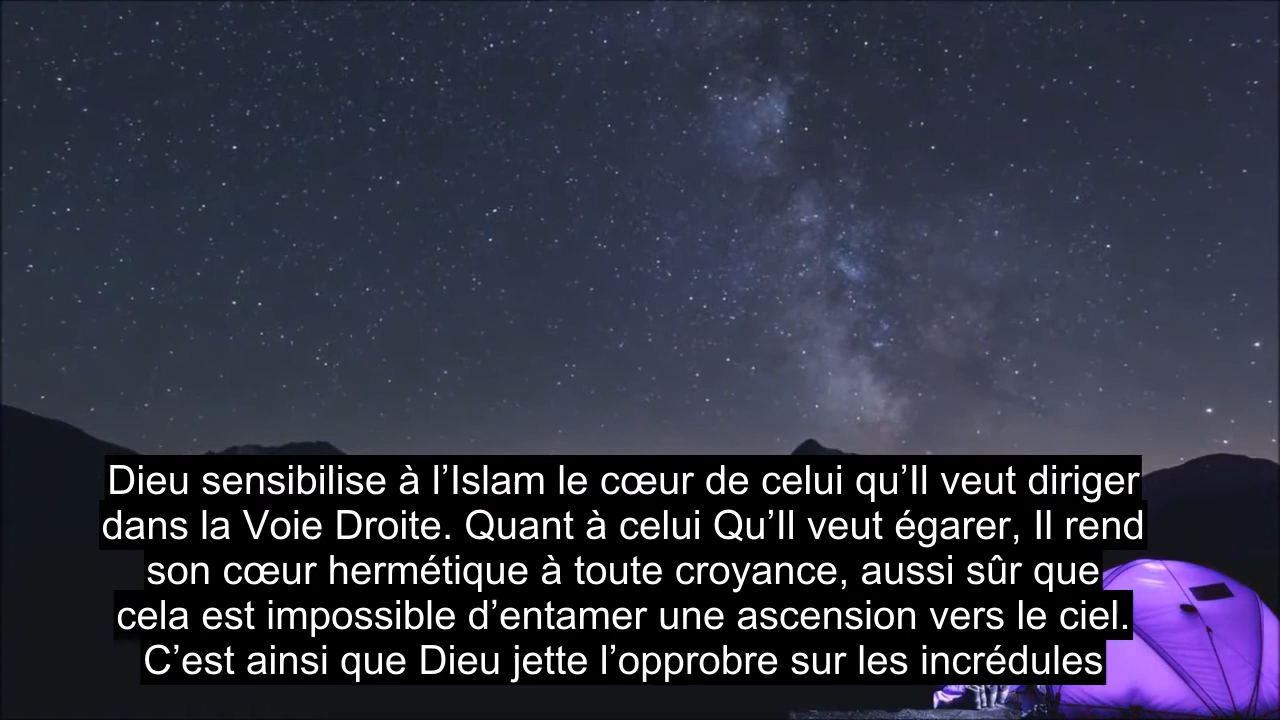 Dieu sensibilise à l’Islam le cœur de celui qu’Il veut diriger
dans la Voie Droite. Quant à celui Qu’Il veut égarer, Il rend
son cœur hermétique à toute croyance, aussi sûr que
cela est impossible d’entamer une ascension vers le ciel.
C’est ainsi que Dieu jette l’opprobre sur les incrédules